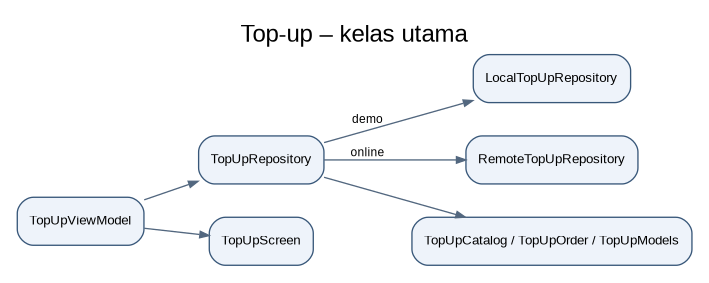 Top-up – kelas utama
LocalTopUpRepository
demo
TopUpRepository
online
RemoteTopUpRepository
TopUpViewModel
TopUpScreen
TopUpCatalog / TopUpOrder / TopUpModels